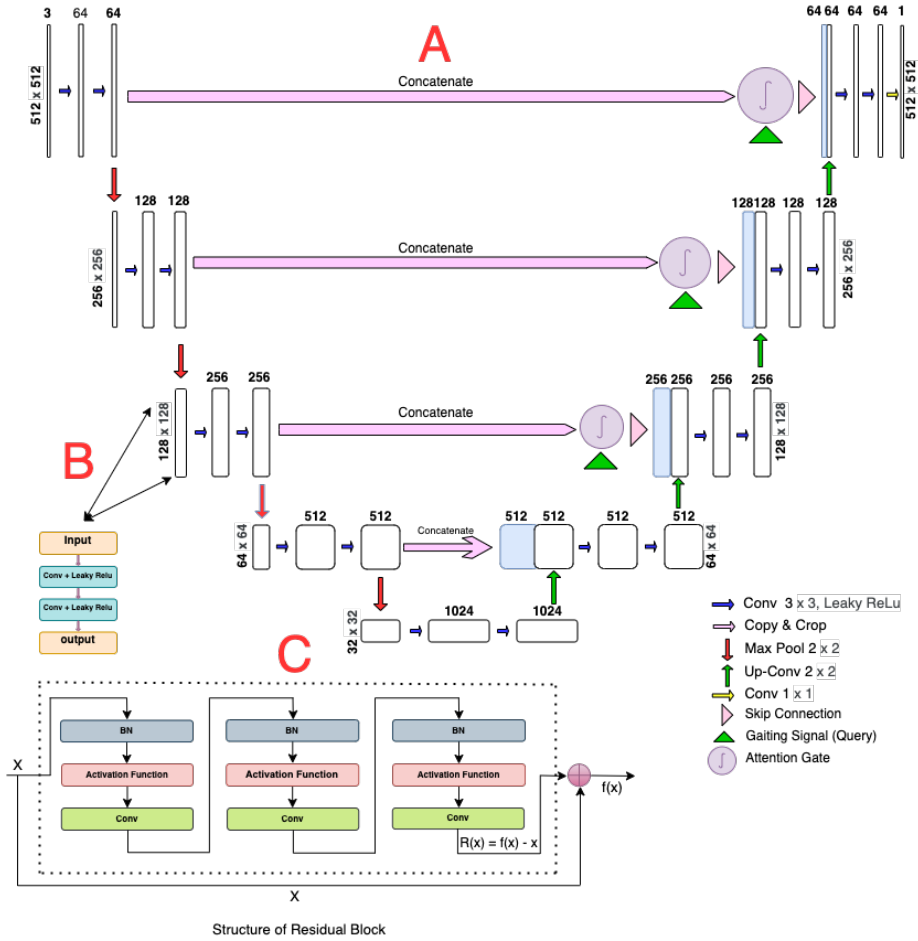 3 64 64
A
64 64 64 64 1
512 x 512
Concatenate
512 x 512
128 128
128 128 128 128
256 x 256
Concatenate
256 x 256
256 256
256 256 256 256
128 x 128
Concatenate
128 x 128
B
512 512
512 512 512 512
64 x 64
Concatenate
64 x 64
Input
Conv + Leaky Relu
Conv + Leaky Relu
output
1024 1024
32 x 32
Conv 3 x 3, Leaky ReLu
Copy & Crop
Max Pool 2 x 2
Up-Conv 2 x 2
Conv 1 x 1
Skip Connection
Gaiting Signal (Query)
Attention Gate
C
BN BN BN
X
Activation Function Activation Function Activation Function
f(x)
Conv Conv Conv
R(x) = f(x) - x
X
Structure of Residual Block